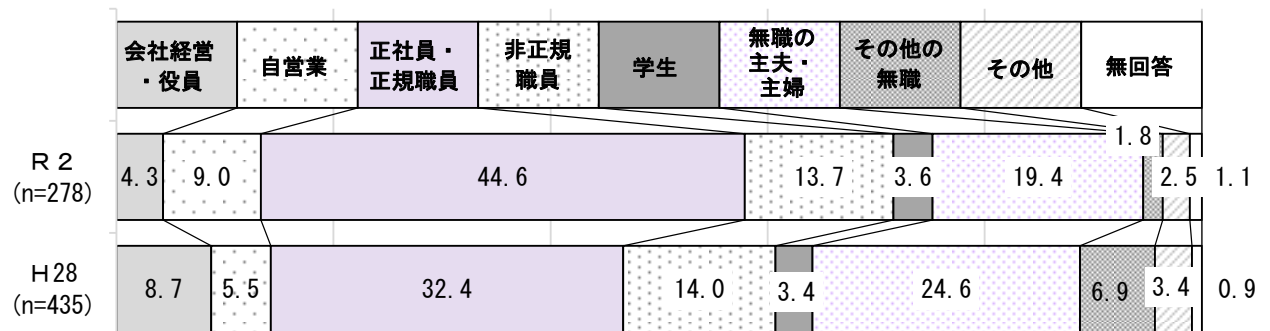 会社経営
・役員
自営業
正社員・
正規職員
非正規
職員
学生
無職の
主夫・
主婦
その他の
無職
その他
無回答
R2
(n=278)
4.3
9.0
44.6
13.7
3.6
19.4
1.8
2.5
1.1
H28
(n=435)
8.7
5.5
32.4
14.0
3.4
24.6
6.9
3.4
0.9